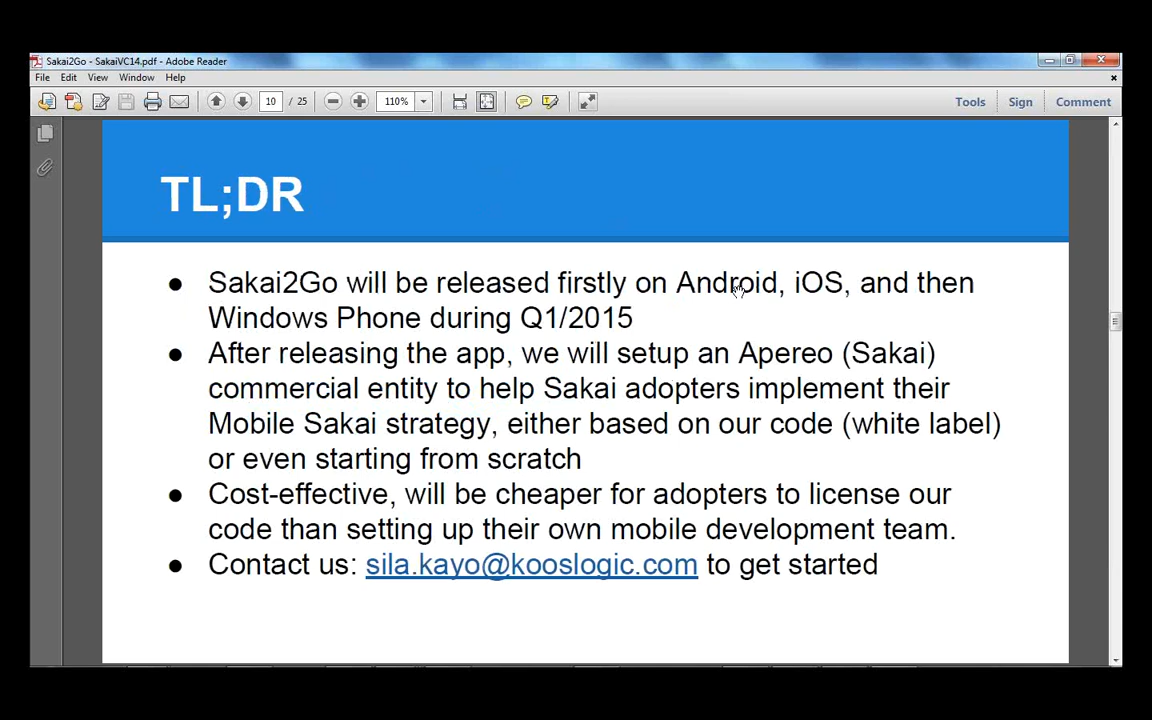 Sakai2Go - SakaiVC14.pdf - Adobe Reader
File Edit View Window Help
10 / 25 110% Tools Sign Comment
TL;DR
● Sakai2Go will be released firstly on Android, iOS, and then
Windows Phone during Q1/2015
● After releasing the app, we will setup an Apereo (Sakai)
commercial entity to help Sakai adopters implement their
Mobile Sakai strategy, either based on our code (white label)
or even starting from scratch
● Cost-effective, will be cheaper for adopters to license our
code than setting up their own mobile development team.
● Contact us: sila.kayo@kooslogic.com to get started